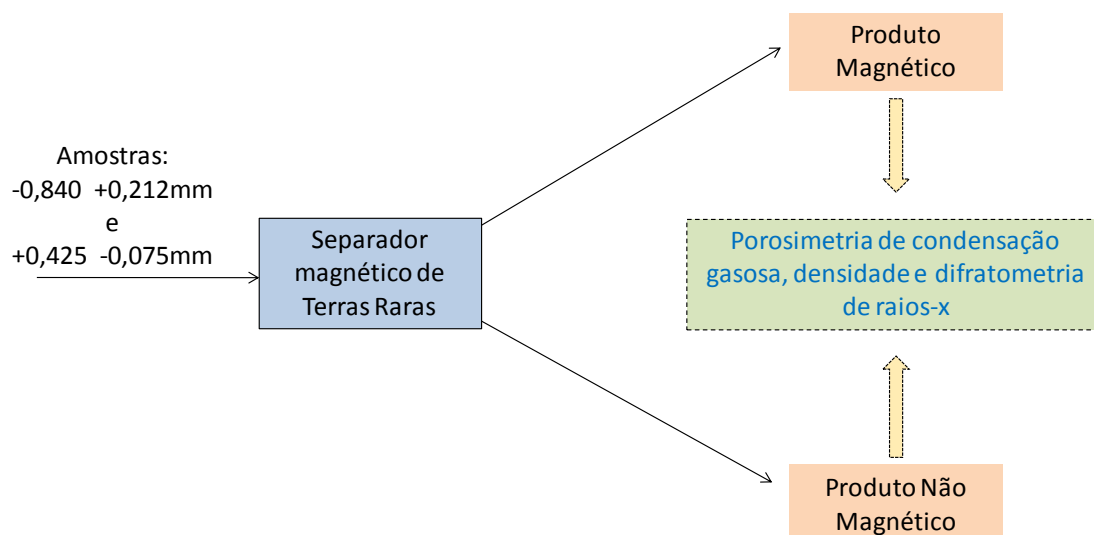 Amostras:
-0,840 +0,212mm
e
+0,425 -0,075mm
Separador
magnético de
Terras Raras
Produto
Magnético
Porosimetria de condensação
gasosa, densidade e difratometria
de raios-x
Produto Não
Magnético